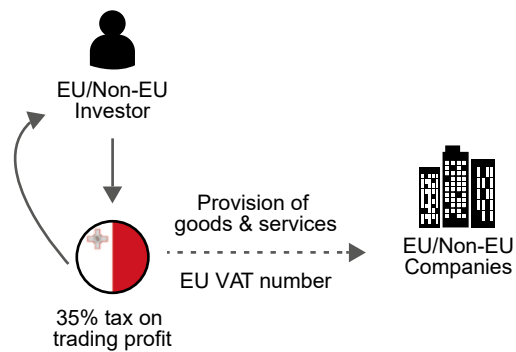 EU/Non-EU
Investor
Provision of
goods & services
EU VAT number
EU/Non-EU
Companies
35% tax on
trading profit